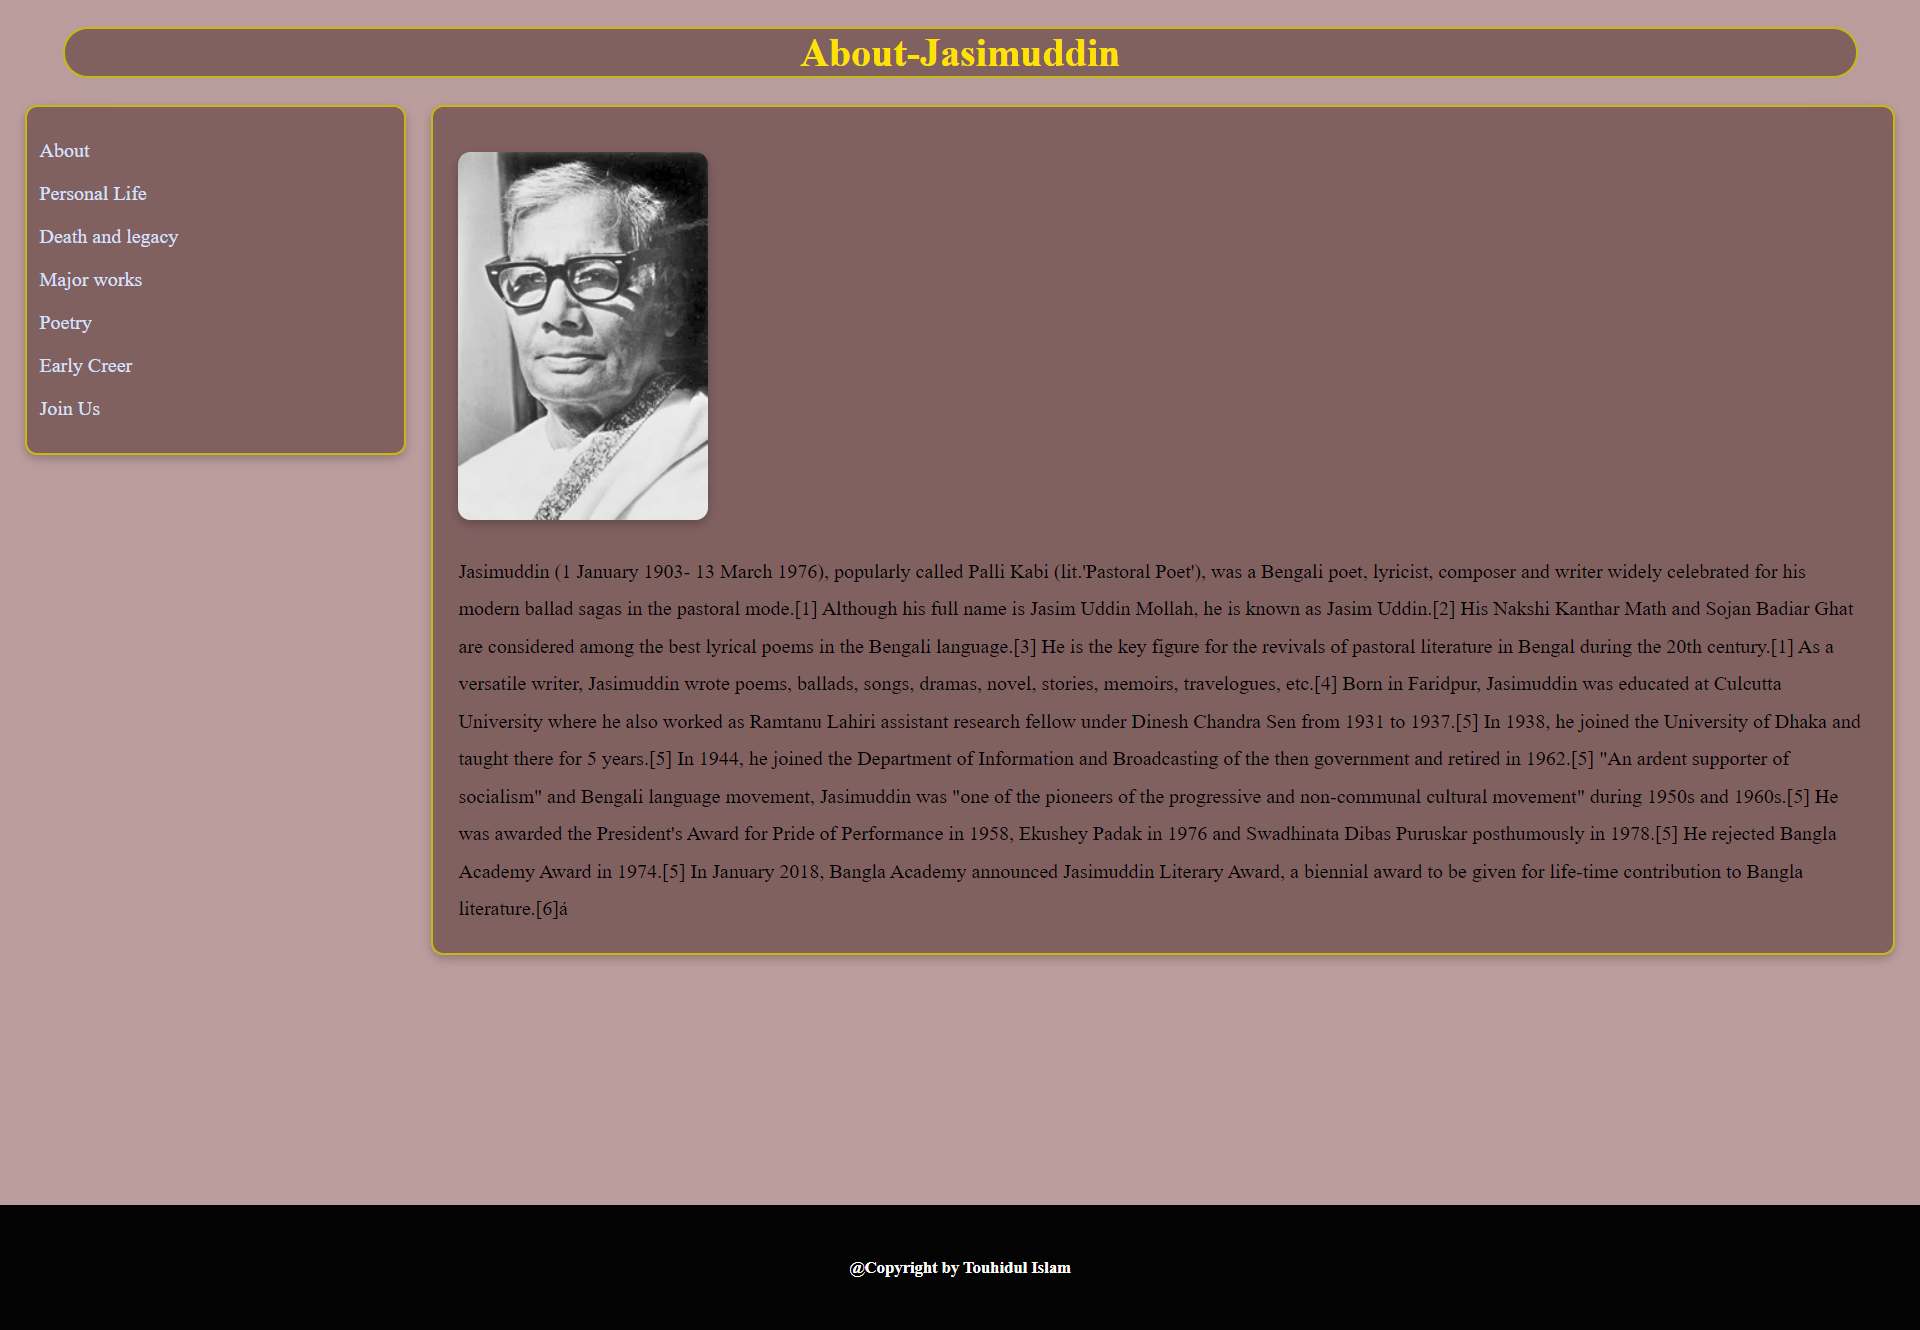 About-Jasimuddin
About
Personal Life
Death and legacy
Major works
Poetry
Early Creer
Join Us
Jasimuddin (1 January 1903- 13 March 1976), popularly called Palli Kabi (lit.'Pastoral Poet'), was a Bengali poet, lyricist, composer and writer widely celebrated for his
modern ballad sagas in the pastoral mode.[1] Although his full name is Jasim Uddin Mollah, he is known as Jasim Uddin.[2] His Nakshi Kanthar Math and Sojan Badiar Ghat
are considered among the best lyrical poems in the Bengali language.[3] He is the key figure for the revivals of pastoral literature in Bengal during the 20th century.[1] As a
versatile writer, Jasimuddin wrote poems, ballads, songs, dramas, novel, stories, memoirs, travelogues, etc.[4] Born in Faridpur, Jasimuddin was educated at Culcutta
University where he also worked as Ramtanu Lahiri assistant research fellow under Dinesh Chandra Sen from 1931 to 1937.[5] In 1938, he joined the University of Dhaka and
taught there for 5 years.[5] In 1944, he joined the Department of Information and Broadcasting of the then government and retired in 1962.[5] "An ardent supporter of
socialism" and Bengali language movement, Jasimuddin was "one of the pioneers of the progressive and non-communal cultural movement" during 1950s and 1960s.[5] He
was awarded the President's Award for Pride of Performance in 1958, Ekushey Padak in 1976 and Swadhinata Dibas Puruskar posthumously in 1978.[5] He rejected Bangla
Academy Award in 1974.[5] In January 2018, Bangla Academy announced Jasimuddin Literary Award, a biennial award to be given for life-time contribution to Bangla
literature.[6]á
@Copyright by Touhidul Islam